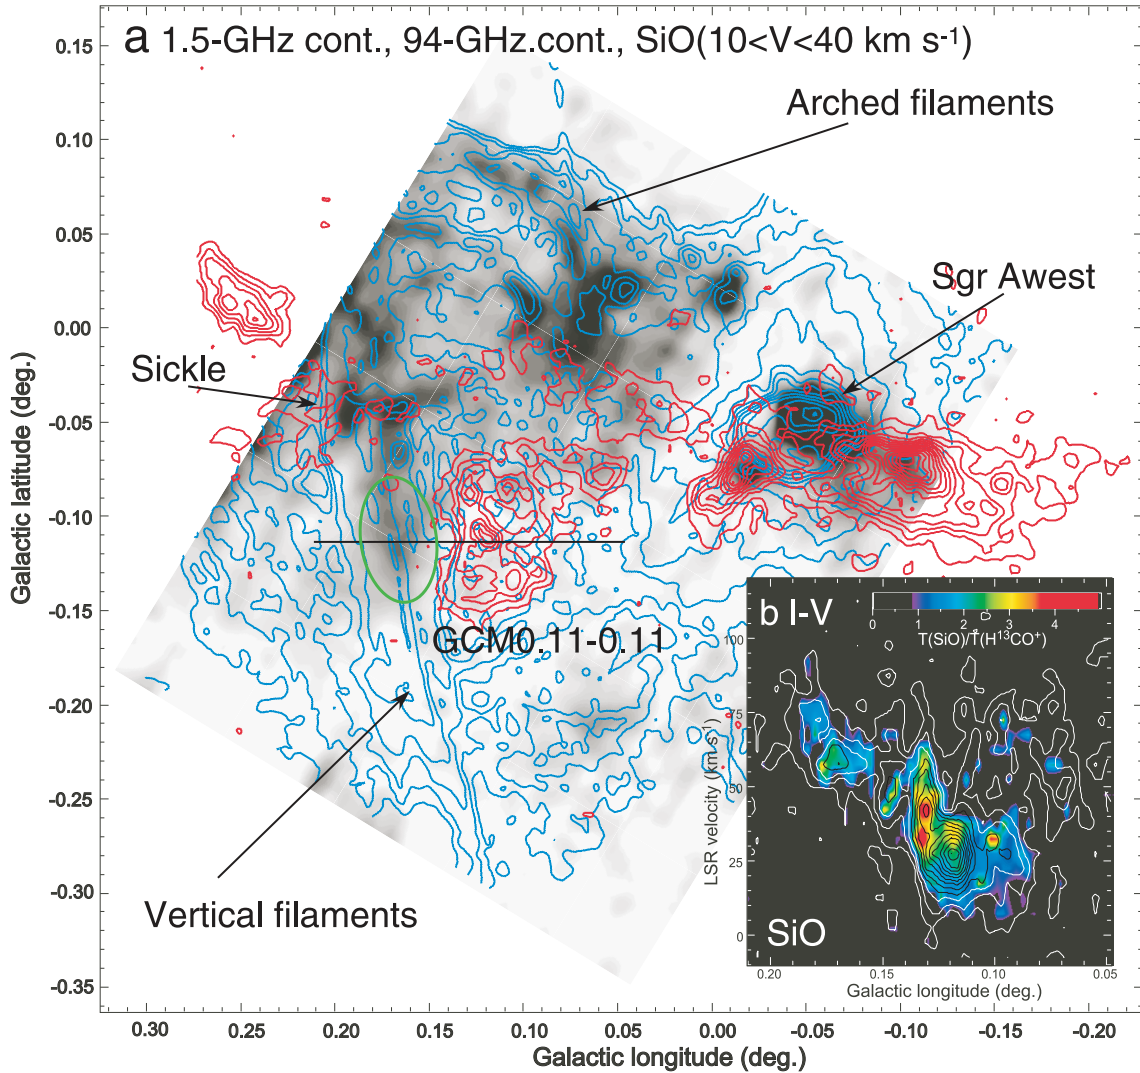 a 1.5-GHz cont., 94-GHz.cont., SiO(10<V<40 km s⁻¹)
Arched filaments
Sgr Awest
Sickle
GCM0.11-0.11
Vertical filaments
Galactic latitude (deg.)
0.15
0.10
0.05
0.00
-0.05
-0.10
-0.15
-0.20
-0.25
-0.30
-0.35
0.30 0.25 0.20 0.15 0.10 0.05 0.00 -0.05 -0.10 -0.15 -0.20
Galactic longitude (deg.)
b I-V
0 1 2 3 4
T(SiO)/T(H¹³CO⁺)
LSR velocity (km s⁻¹)
100
75
50
25
0
SiO
0.20 0.15 0.10 0.05
Galactic longitude (deg.)